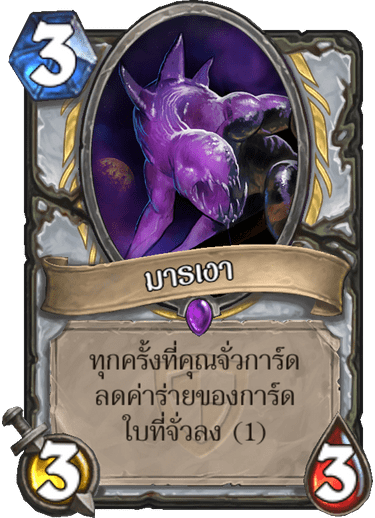 3
มารเงา
ทุกครั้งที่คุณจั่วการ์ด
ลดค่าร่ายของการ์ด
ใบที่จั่วลง (1)
3
3